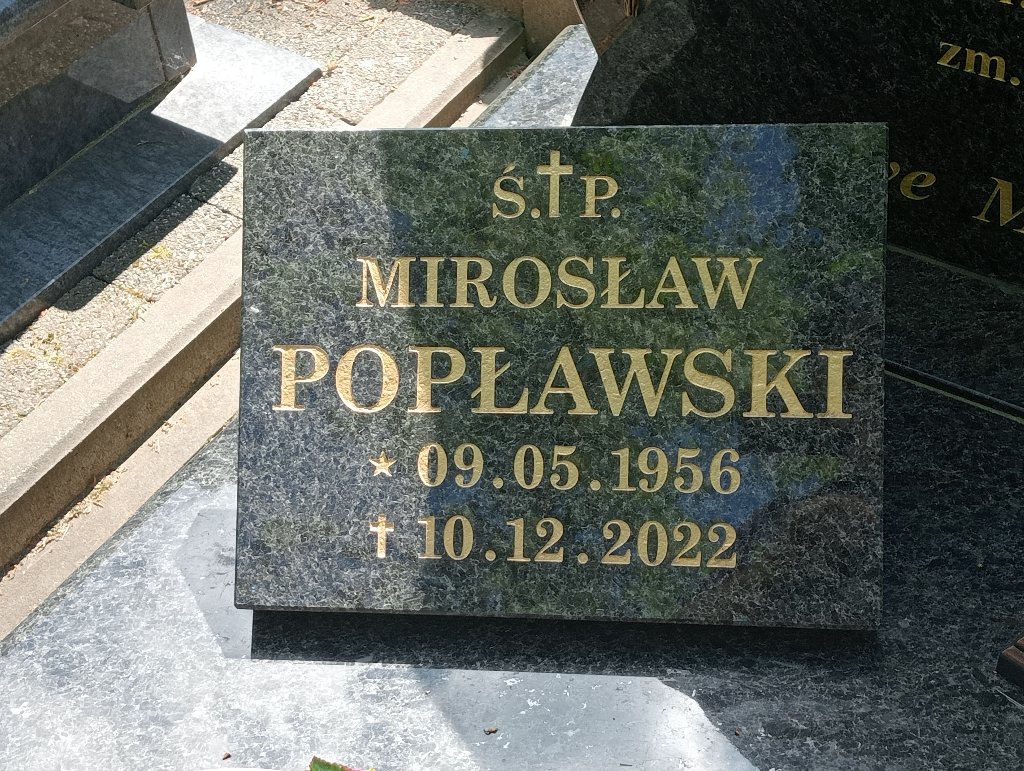 Ś.†P.
MIROSŁAW
POPŁAWSKI
★ 09.05.1956
† 10.12.2022
zm.